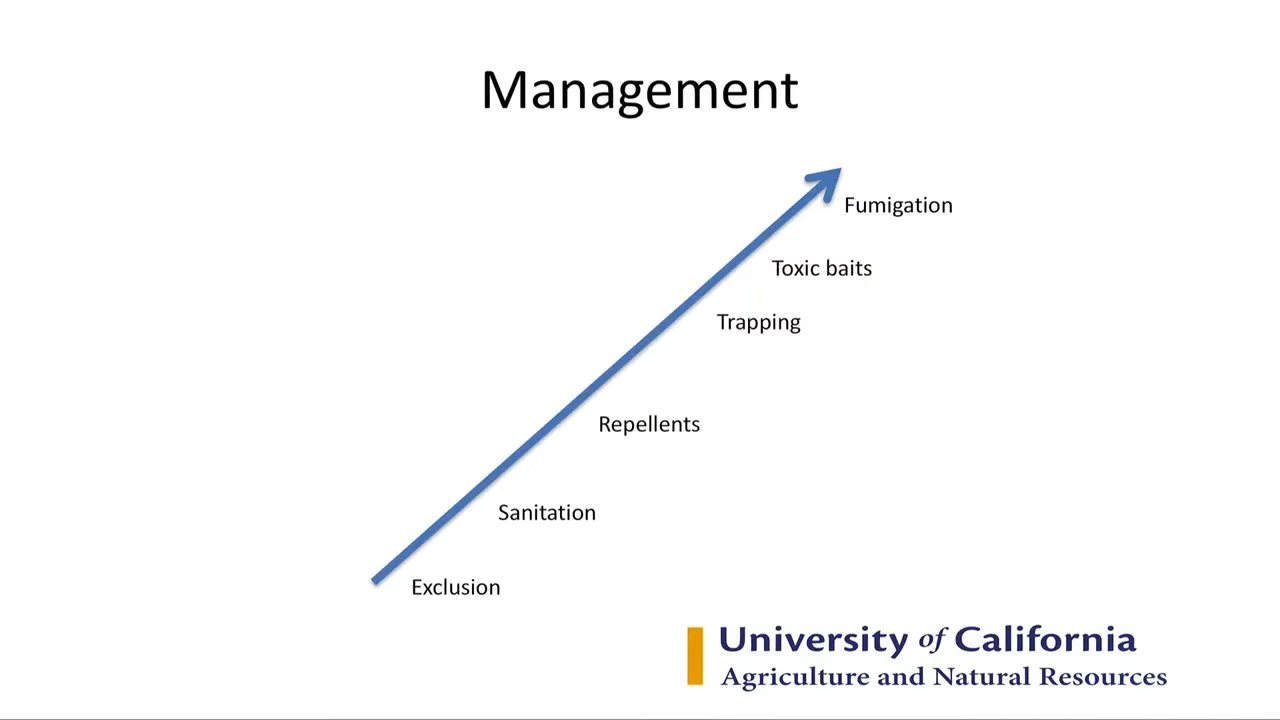 Management
Fumigation
Toxic baits
Trapping
Repellents
Sanitation
Exclusion
University of California
Agriculture and Natural Resources